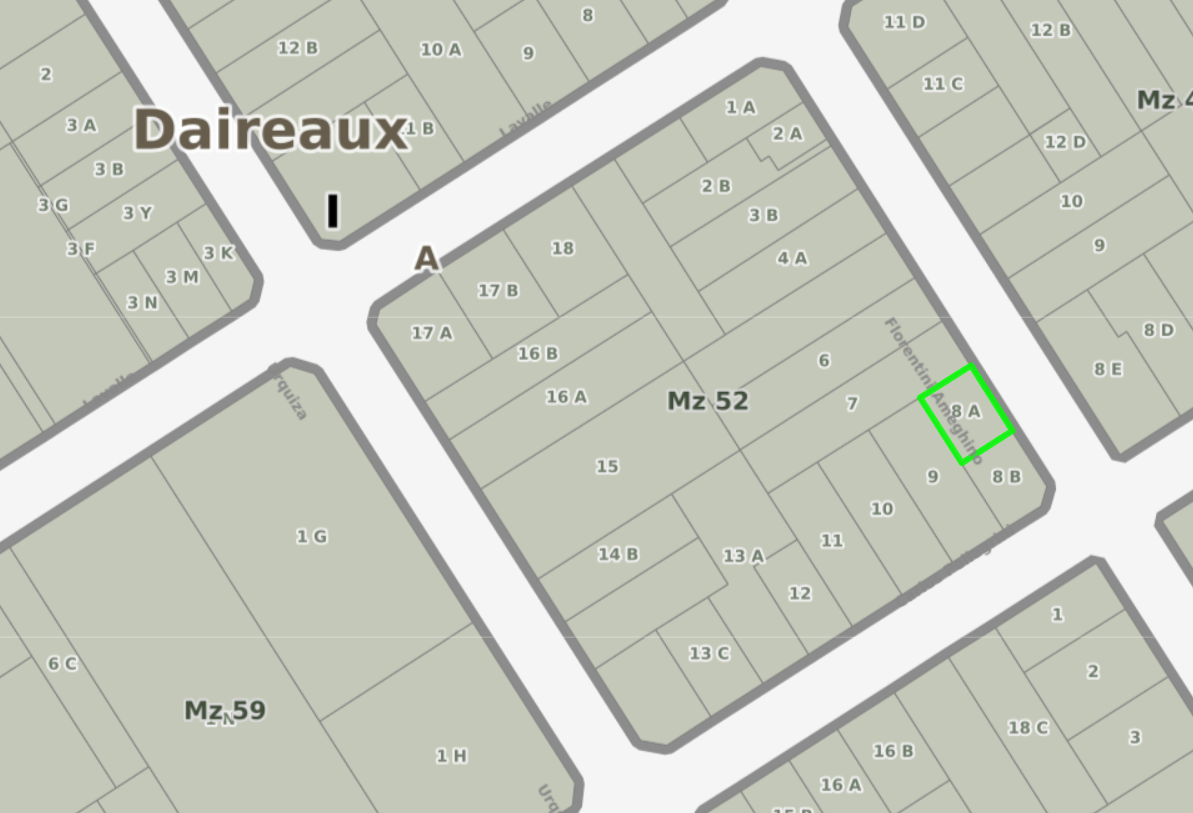 8
11 D
12 B
12 B
10 A
9
2
11 C
Mz 4
Lavalle
1 A
3 A
Daireaux
1 B
2 A
12 D
3 B
2 B
10
3 G
3 Y
I
3 B
3 F
3 K
A
18
4 A
9
3 M
3 N
17 B
17 A
8 D
16 B
6
8 E
Lavalle
Urquiza
16 A
Mz 52
7
Florentino Ameghino
8 A
15
9
8 B
10
1 G
11
14 B
13 A
12
1
13 C
6 C
2
Mz 59
1 N
18 C
3
1 H
16 B
16 A
15 B